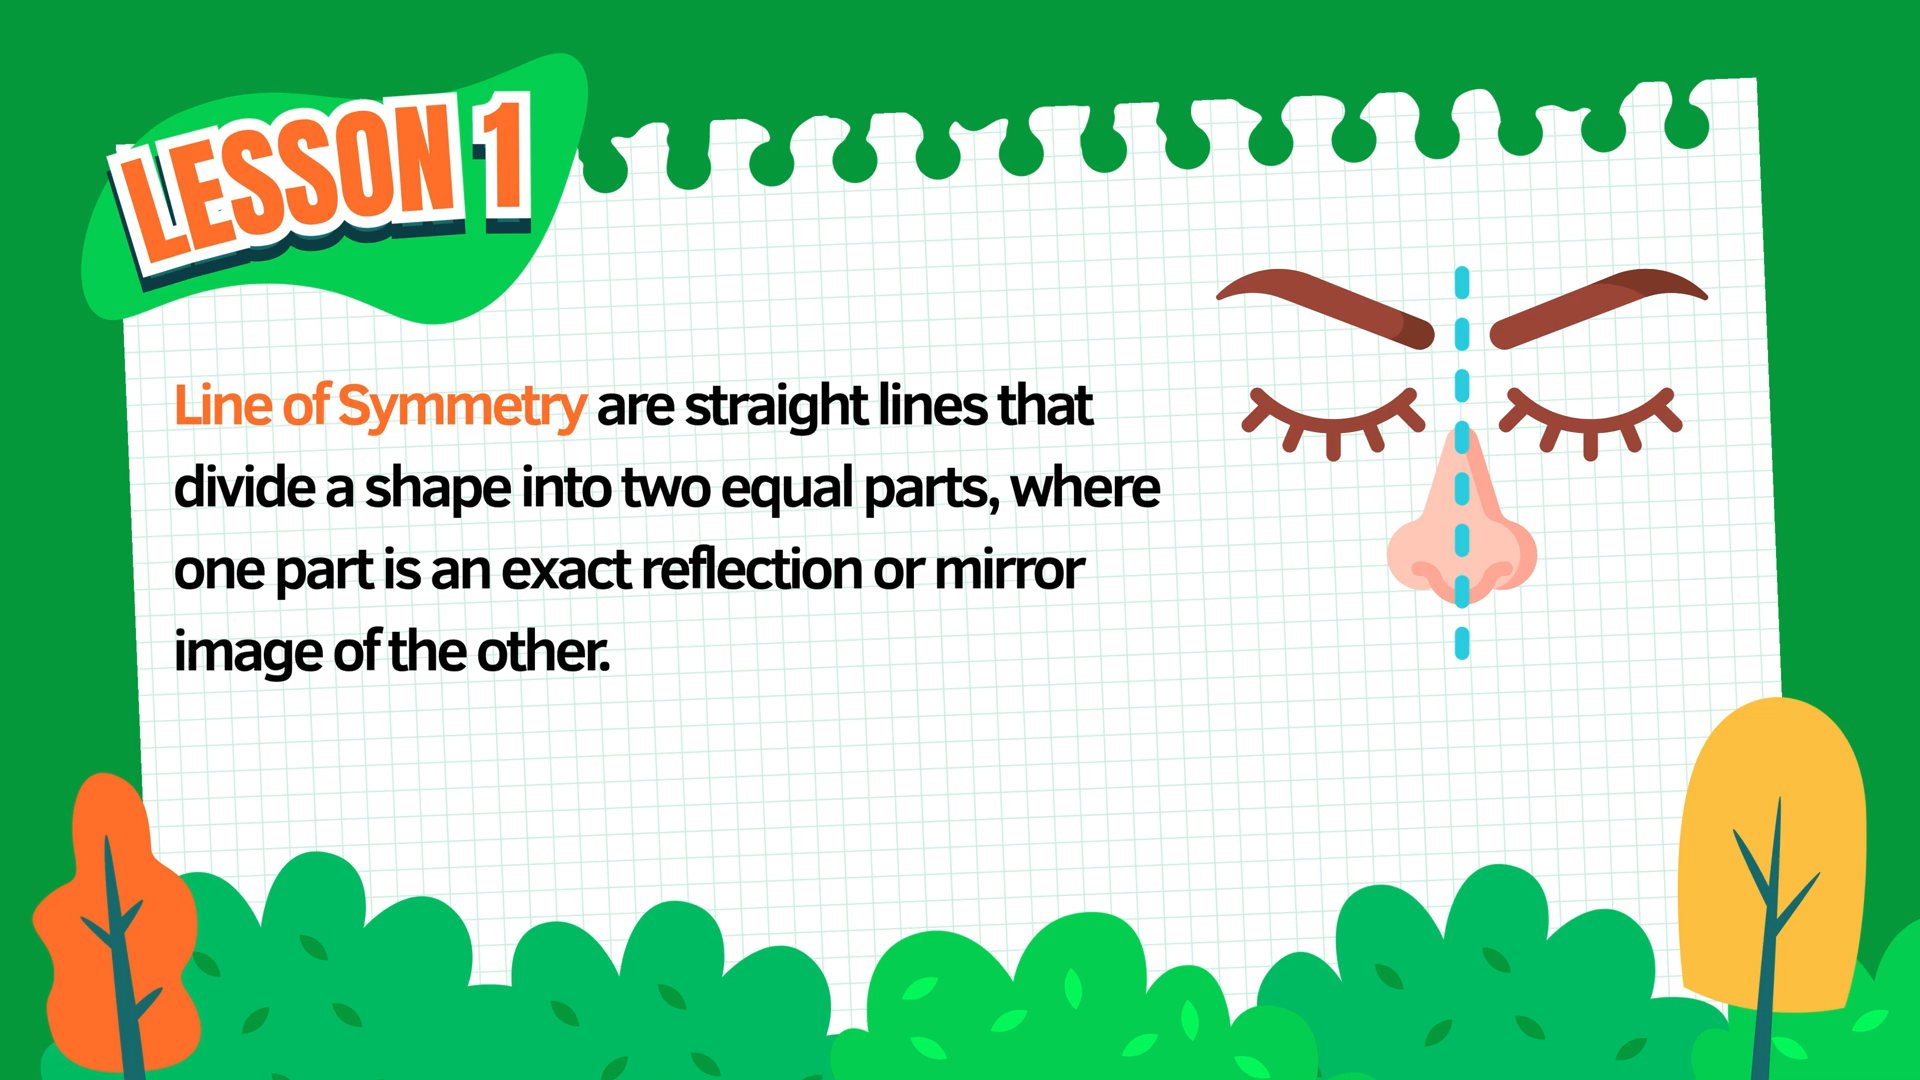 LESSON 1
Line of Symmetry are straight lines that
divide a shape into two equal parts, where
one part is an exact reflection or mirror
image of the other.